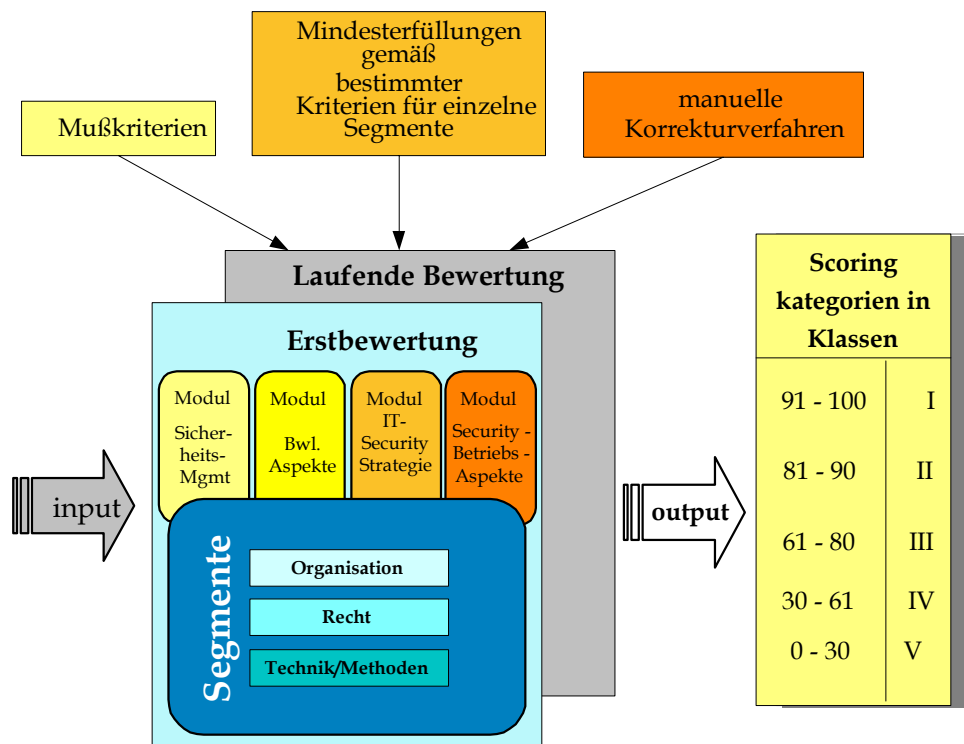 Mindesterfüllungen
gemäß
bestimmter
Kriterien für einzelne
Segmente
Mußkriterien
manuelle
Korrekturverfahren
Laufende Bewertung
Erstbewertung
Modul
Sicher-
heits-
Mgmt
Modul
Bwl.
Aspekte
Modul
IT-
Security
Strategie
Modul
Security -
Betriebs -
Aspekte
input
Segmente
Organisation
Recht
Technik/Methoden
output
Scoring
kategorien in
Klassen
91 - 100 I
81 - 90 II
61 - 80 III
30 - 61 IV
0 - 30 V